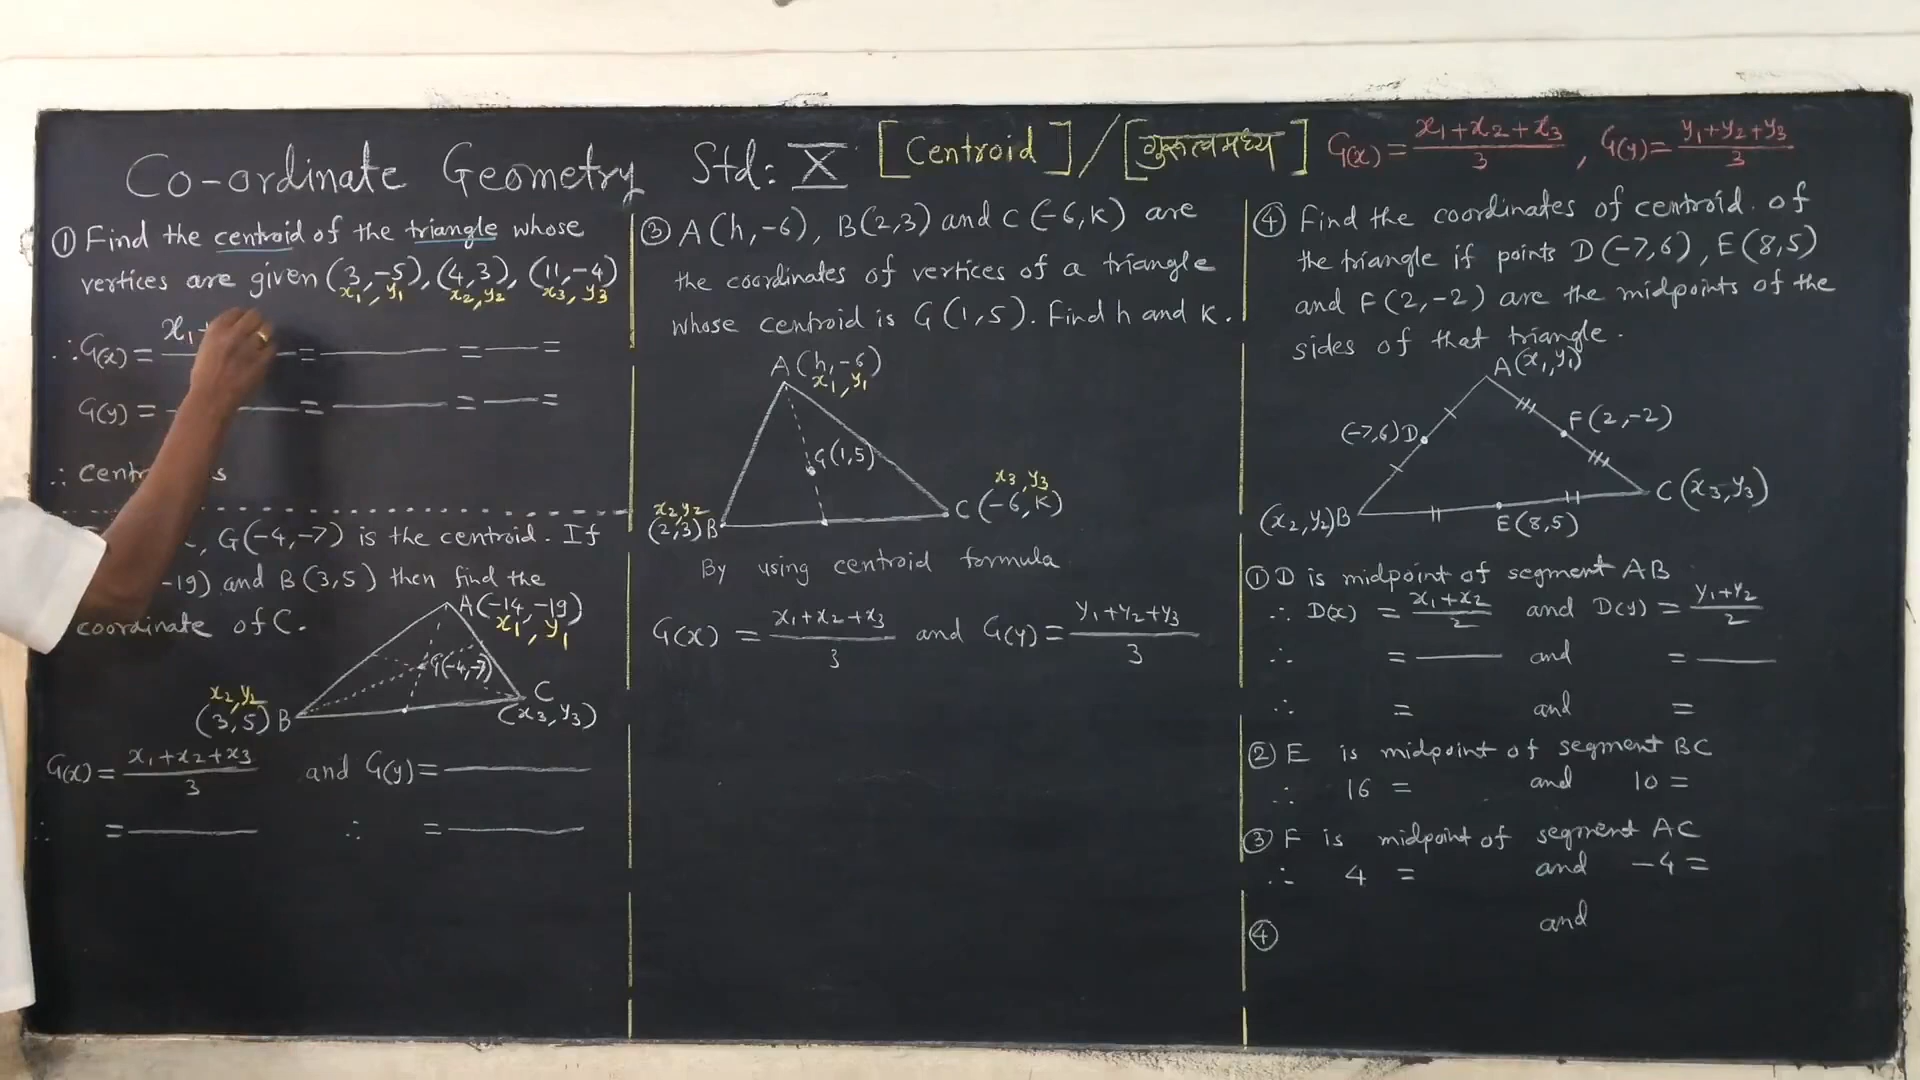 Co-ordinate Geometry Std: X [Centroid]/[गुरुत्वमध्य] G(x) = x1+x2+x3/3 , G(y) = y1+y2+y3/3
① Find the centroid of the triangle whose
vertices are given (3,-5), (4,3), (11,-4)
x1, y1 x2, y2 x3, y3
∴ G(x) = x1+ = =
G(y) = = =
∴ Centr s
G(-4,-7) is the centroid. If
-19) and B(3,5) then find the
coordinate of C.
A(-14,-19)
x1, y1
G(-4,-7)
x2, y2
(3,5) B
C
(x3, y3)
G(x) = x1+x2+x3/3 and G(y) =
∴ = ∴ =
③ A(h,-6), B(2,3) and C(-6,K) are
the coordinates of vertices of a triangle
whose centroid is G(1,5). Find h and K.
A(h,-6)
x1, y1
G(1,5)
x3, y3
C(-6,K)
x2, y2
(2,3) B
By using centroid formula
G(x) = x1+x2+x3/3 and G(y) = y1+y2+y3/3
④ Find the coordinates of centroid of
the triangle if points D(-7,6), E(8,5)
and F(2,-2) are the midpoints of the
sides of that triangle.
A(x1, y1)
(-7,6) D
F(2,-2)
C(x3, y3)
(x2, y2) B
E(8,5)
① D is midpoint of segment AB
∴ D(x) = x1+x2/2 and D(y) = y1+y2/2
∴ = and =
∴ = and =
② E is midpoint of segment BC
∴ 16 = and 10 =
③ F is midpoint of segment AC
∴ 4 = and -4 =
④ and